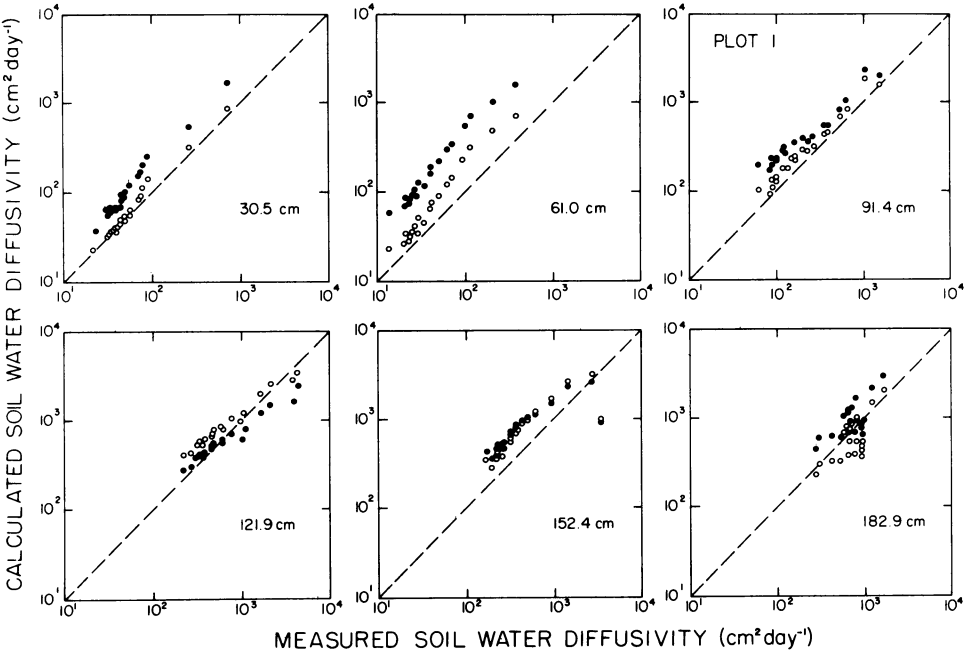 CALCULATED SOIL WATER DIFFUSIVITY (cm² day⁻¹)
10⁴
10³
10²
10¹
10¹ 10² 10³ 10⁴
30.5 cm
10⁴
10³
10²
10¹
10¹ 10² 10³ 10⁴
61.0 cm
10⁴
10³
10²
10¹
10¹ 10² 10³ 10⁴
PLOT 1
91.4 cm
10⁴
10³
10²
10¹
10¹ 10² 10³ 10⁴
121.9 cm
10⁴
10³
10²
10¹
10¹ 10² 10³ 10⁴
152.4 cm
10⁴
10³
10²
10¹
10¹ 10² 10³ 10⁴
182.9 cm
MEASURED SOIL WATER DIFFUSIVITY (cm² day⁻¹)